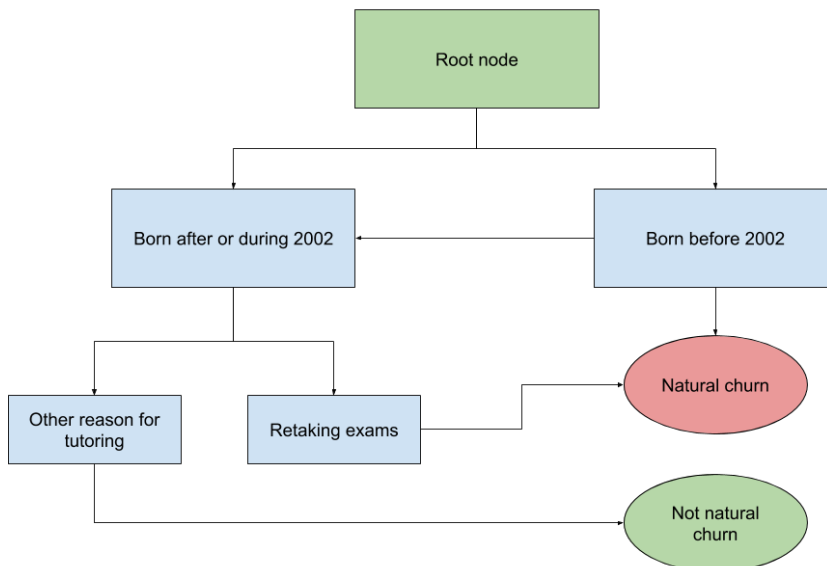 Root node
Born after or during 2002
Born before 2002
Natural churn
Other reason for
tutoring
Retaking exams
Not natural
churn